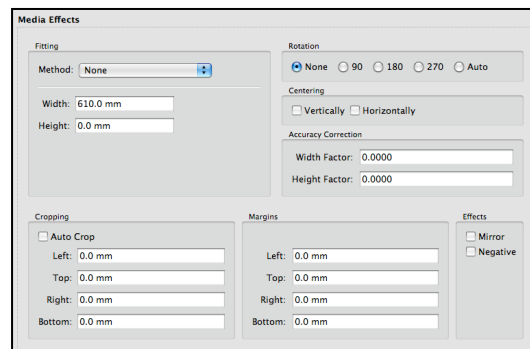 Media Effects
Fitting
Method: None
Width: 610.0 mm
Height: 0.0 mm
Rotation
None 90 180 270 Auto
Centering
Vertically Horizontally
Accuracy Correction
Width Factor: 0.0000
Height Factor: 0.0000
Cropping
Auto Crop
Left: 0.0 mm
Top: 0.0 mm
Right: 0.0 mm
Bottom: 0.0 mm
Margins
Left: 0.0 mm
Top: 0.0 mm
Right: 0.0 mm
Bottom: 0.0 mm
Effects
Mirror
Negative